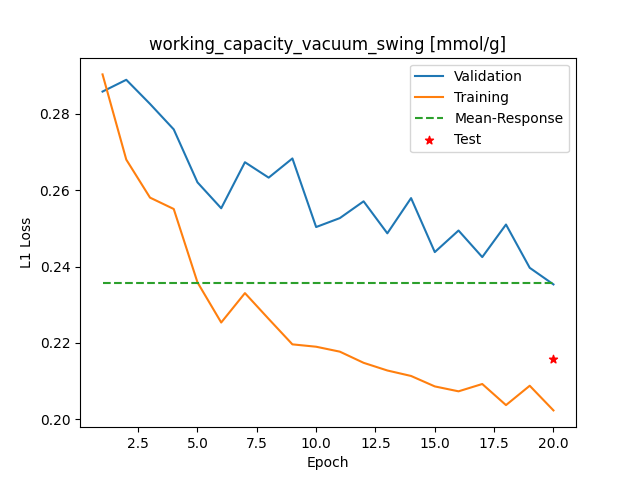 working_capacity_vacuum_swing [mmol/g]
Validation
Training
Mean-Response
Test
L1 Loss
0.28
0.26
0.24
0.22
0.20
2.5 5.0 7.5 10.0 12.5 15.0 17.5 20.0
Epoch